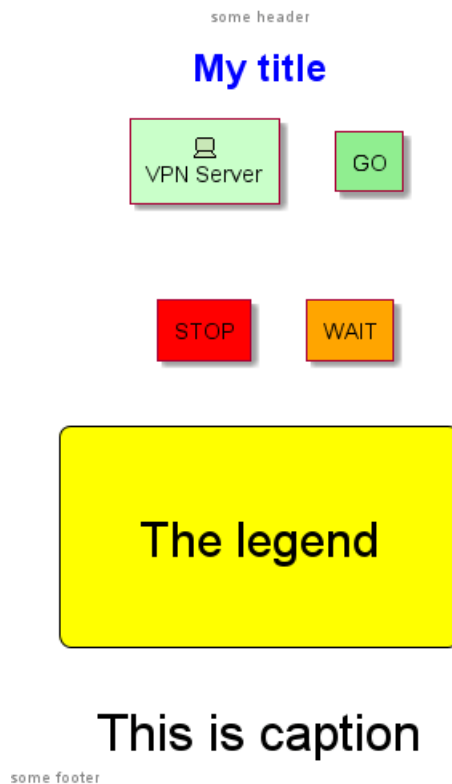 some header
My title
VPN Server
GO
STOP
WAIT
The legend
This is caption
some footer